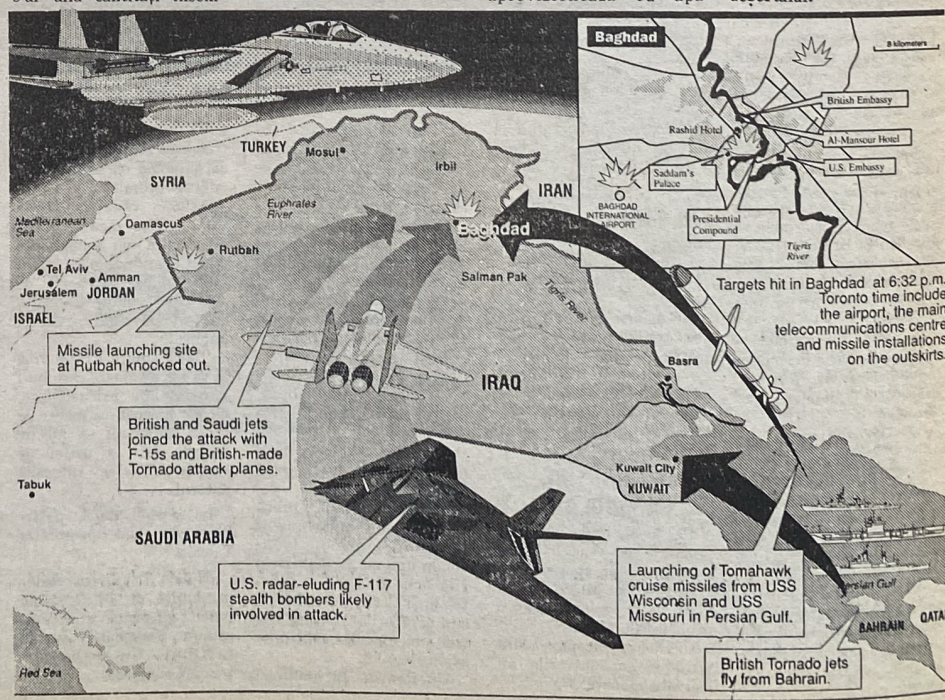 Baghdad
8 kilometers
British Embassy
Rashid Hotel
Al-Mansour Hotel
U.S. Embassy
Saddam's
Palace
BAGHDAD
INTERNATIONAL
AIRPORT
Presidential
Compound
Tigris
River
TURKEY
Mosul
Irbil
SYRIA
IRAN
Euphrates
River
Mediterranean
Sea
Damascus
Baghdad
Rutbah
Salman Pak
Tel Aviv
Amman
Jerusalem
JORDAN
Tigris River
ISRAEL
Targets hit in Baghdad at 6:32 p.m.
Toronto time include
the airport, the main
telecommunications centre
and missile installations
on the outskirts.
Missile launching site
at Rutbah knocked out.
Basra
IRAQ
British and Saudi jets
joined the attack with
F-15s and British-made
Tornado attack planes.
Kuwait City
KUWAIT
Tabuk
SAUDI ARABIA
U.S. radar-eluding F-117
stealth bombers likely
involved in attack.
Launching of Tomahawk
cruise missiles from USS
Wisconsin and USS
Missouri in Persian Gulf.
Persian Gulf
BAHRAIN
QATA
British Tornado jets
fly from Bahrain.
Red Sea